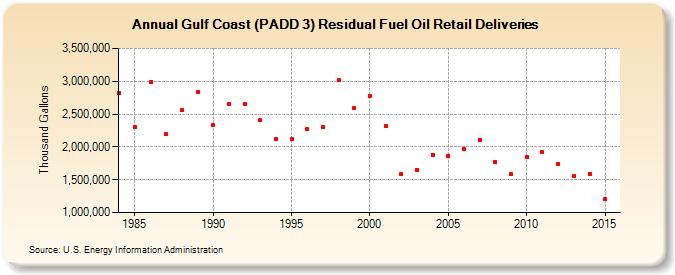 Annual Gulf Coast (PADD 3) Residual Fuel Oil Retail Deliveries
Thousand Gallons
3,500,000
3,000,000
2,500,000
2,000,000
1,500,000
1,000,000
1985 1990 1995 2000 2005 2010 2015
Source: U.S. Energy Information Administration